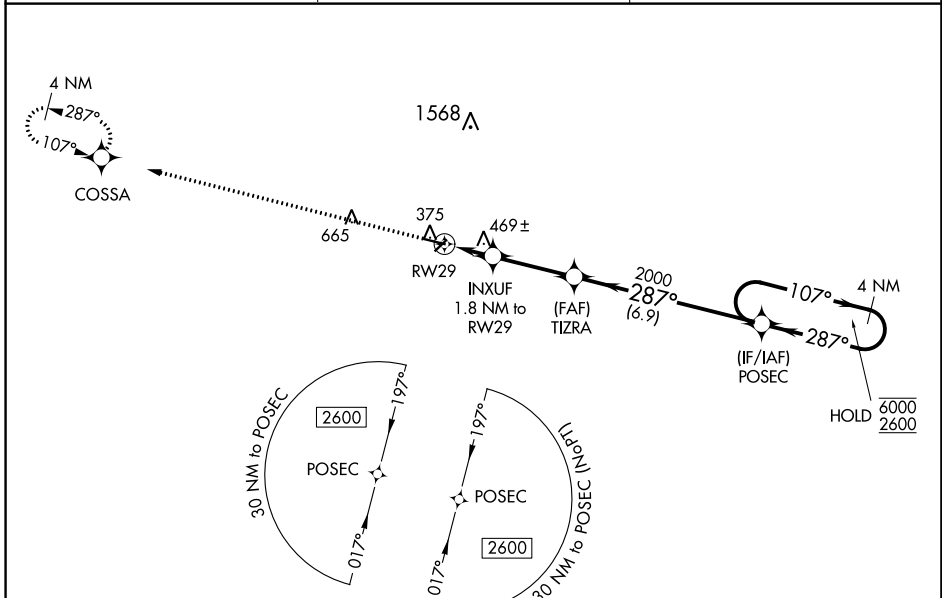 4 NM
287°
107°
COSSA
1568
665
375
RW29
469±
INXUF
1.8 NM to
RW29
(FAF)
TIZRA
2000
287°
(6.9)
107°
4 NM
287°
(IF/IAF)
POSEC
HOLD
6000
2600
30 NM to POSEC
2600
197°
POSEC
017°
197°
POSEC
2600
017°
30 NM to POSEC (NoPT)